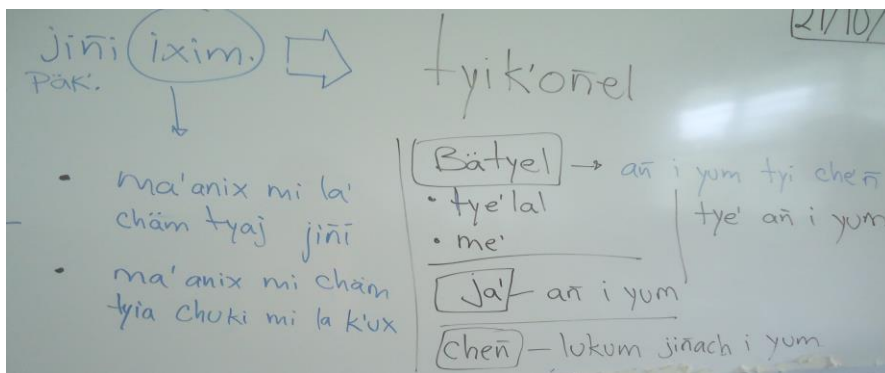 21/10/
jiñi ixim.
Päk'.
tyik'oñel
• ma'anix mi la'
chäm tyaj jiñi
• ma'anix mi chäm
tyia chuki mi la k'ux
Bätyel → añ i yum tyi cheñ
• tye'lal
tye' añ i yum
• me'
Ja' – añ i yum
cheñ – lukum jiñach i yum